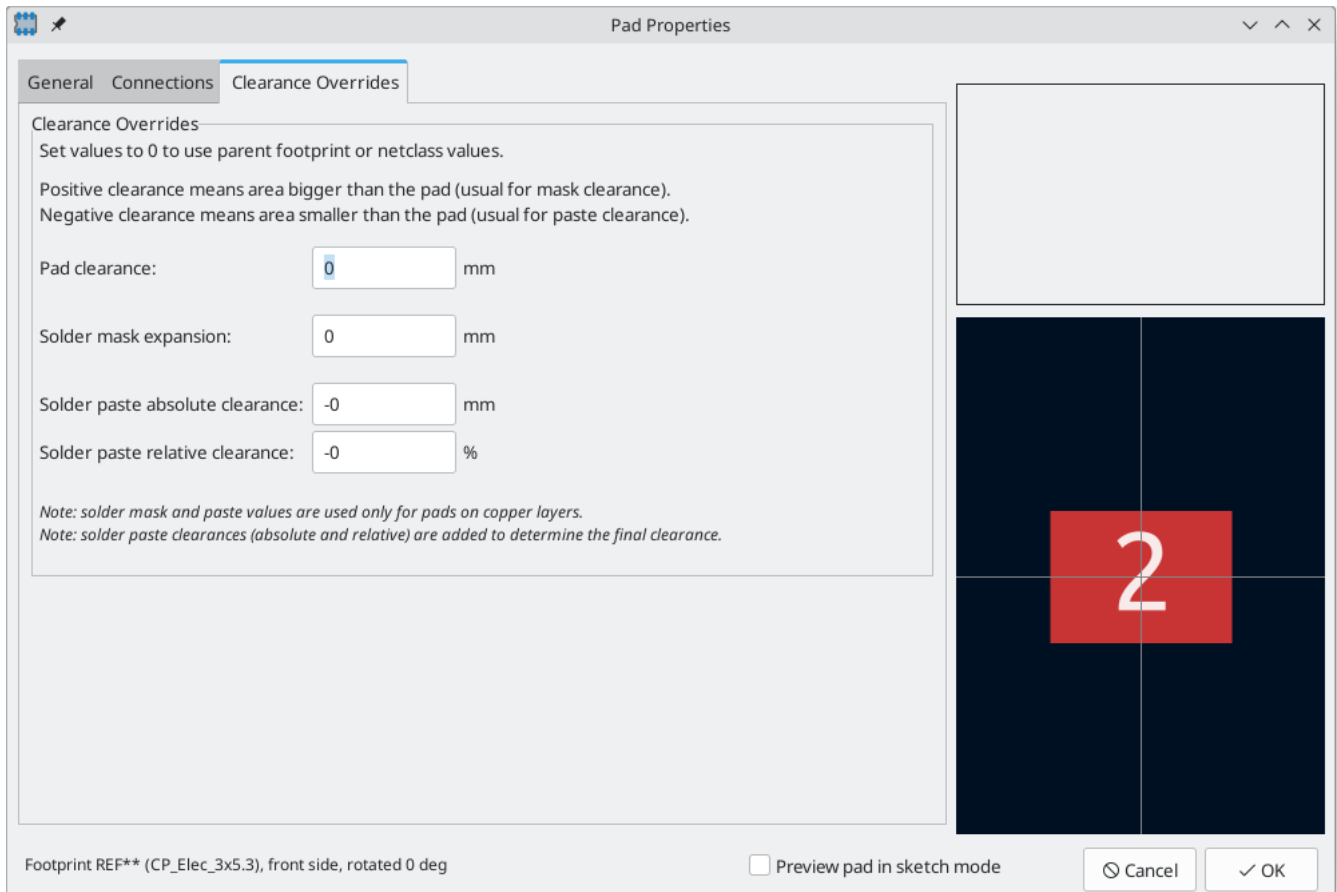 Pad Properties
General Connections Clearance Overrides
Clearance Overrides
Set values to 0 to use parent footprint or netclass values.
Positive clearance means area bigger than the pad (usual for mask clearance).
Negative clearance means area smaller than the pad (usual for paste clearance).
Pad clearance: 0 mm
Solder mask expansion: 0 mm
Solder paste absolute clearance: -0 mm
Solder paste relative clearance: -0 %
Note: solder mask and paste values are used only for pads on copper layers.
Note: solder paste clearances (absolute and relative) are added to determine the final clearance.
2
Footprint REF** (CP_Elec_3x5.3), front side, rotated 0 deg
Preview pad in sketch mode
Cancel
OK